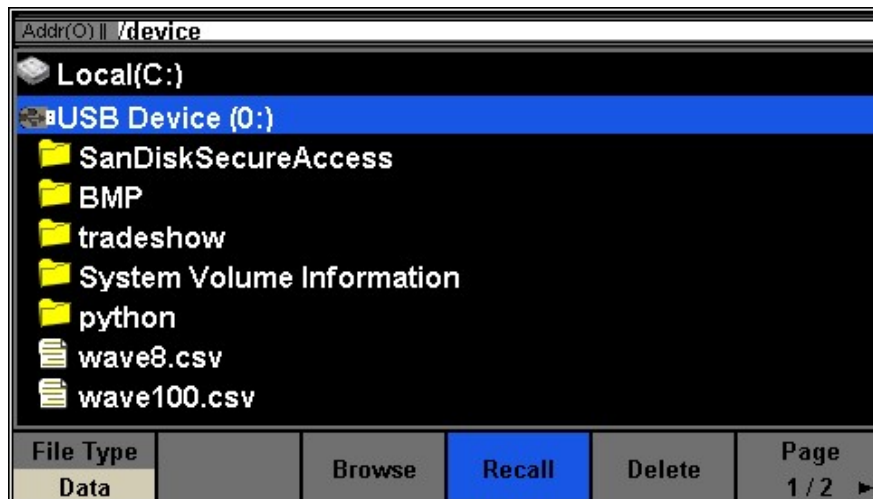 Addr(O) || /device
Local(C:)
USB Device (0:)
SanDiskSecureAccess
BMP
tradeshow
System Volume Information
python
wave8.csv
wave100.csv
File Type
Data
Browse
Recall
Delete
Page
1 / 2 ►